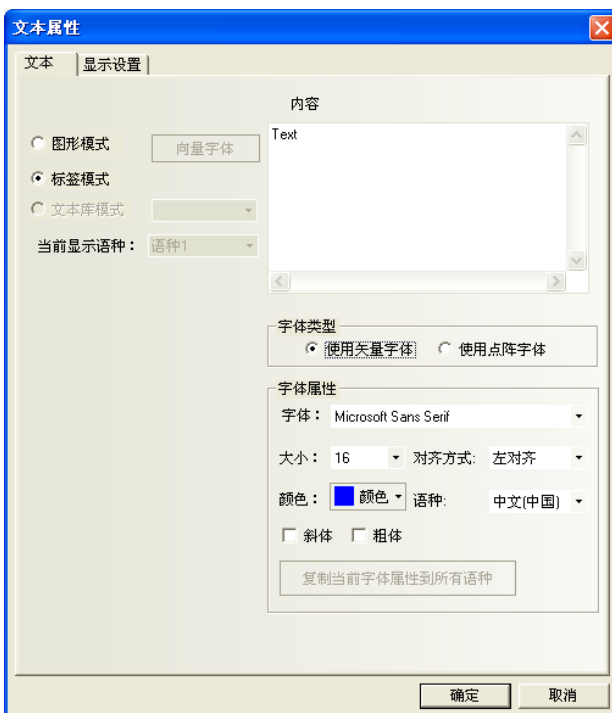 文本属性
文本 显示设置
内容
图形模式 向量字体
Text
标签模式
文本库模式
当前显示语种： 语种1
字体类型
使用矢量字体 使用点阵字体
字体属性
字体： Microsoft Sans Serif
大小： 16 对齐方式: 左对齐
颜色： 颜色 语种: 中文(中国)
斜体 粗体
复制当前字体属性到所有语种
确定 取消